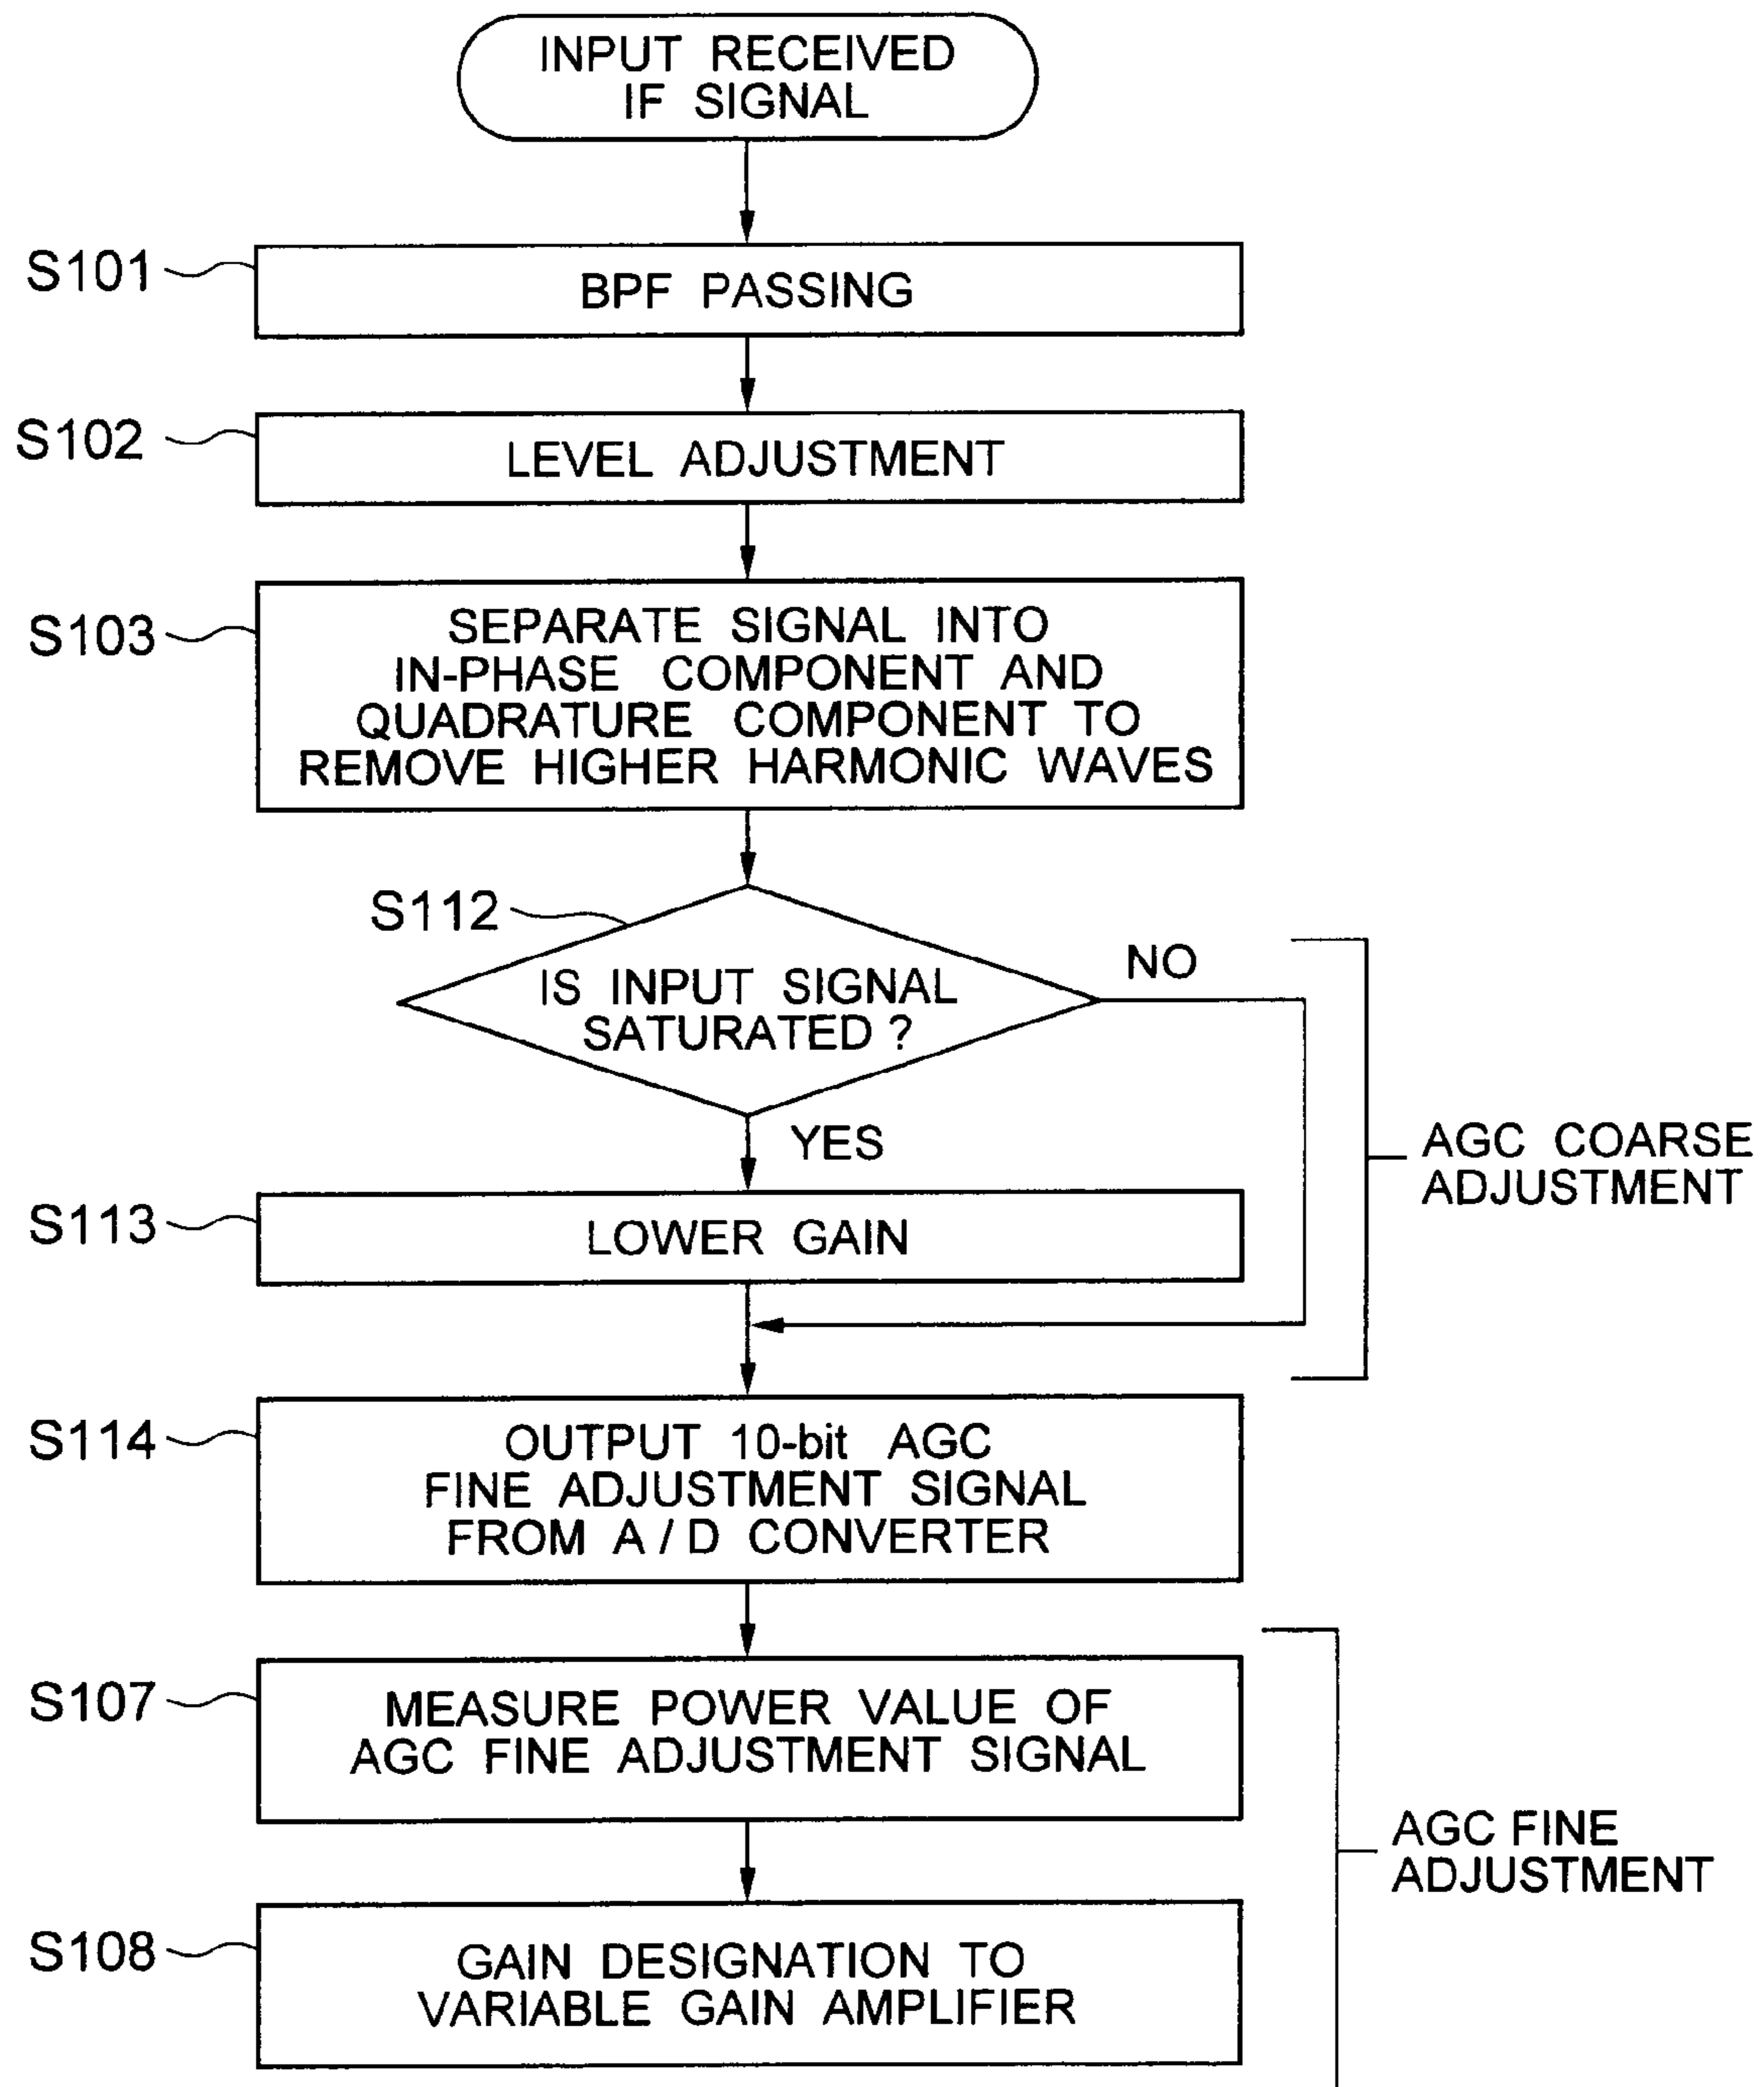 INPUT RECEIVED
IF SIGNAL
S101
BPF PASSING
S102
LEVEL ADJUSTMENT
S103
SEPARATE SIGNAL INTO
IN-PHASE COMPONENT AND
QUADRATURE COMPONENT TO
REMOVE HIGHER HARMONIC WAVES
S112
IS INPUT SIGNAL
SATURATED ?
NO
YES
AGC COARSE
ADJUSTMENT
S113
LOWER GAIN
S114
OUTPUT 10-bit AGC
FINE ADJUSTMENT SIGNAL
FROM A / D CONVERTER
S107
MEASURE POWER VALUE OF
AGC FINE ADJUSTMENT SIGNAL
AGC FINE
ADJUSTMENT
S108
GAIN DESIGNATION TO
VARIABLE GAIN AMPLIFIER